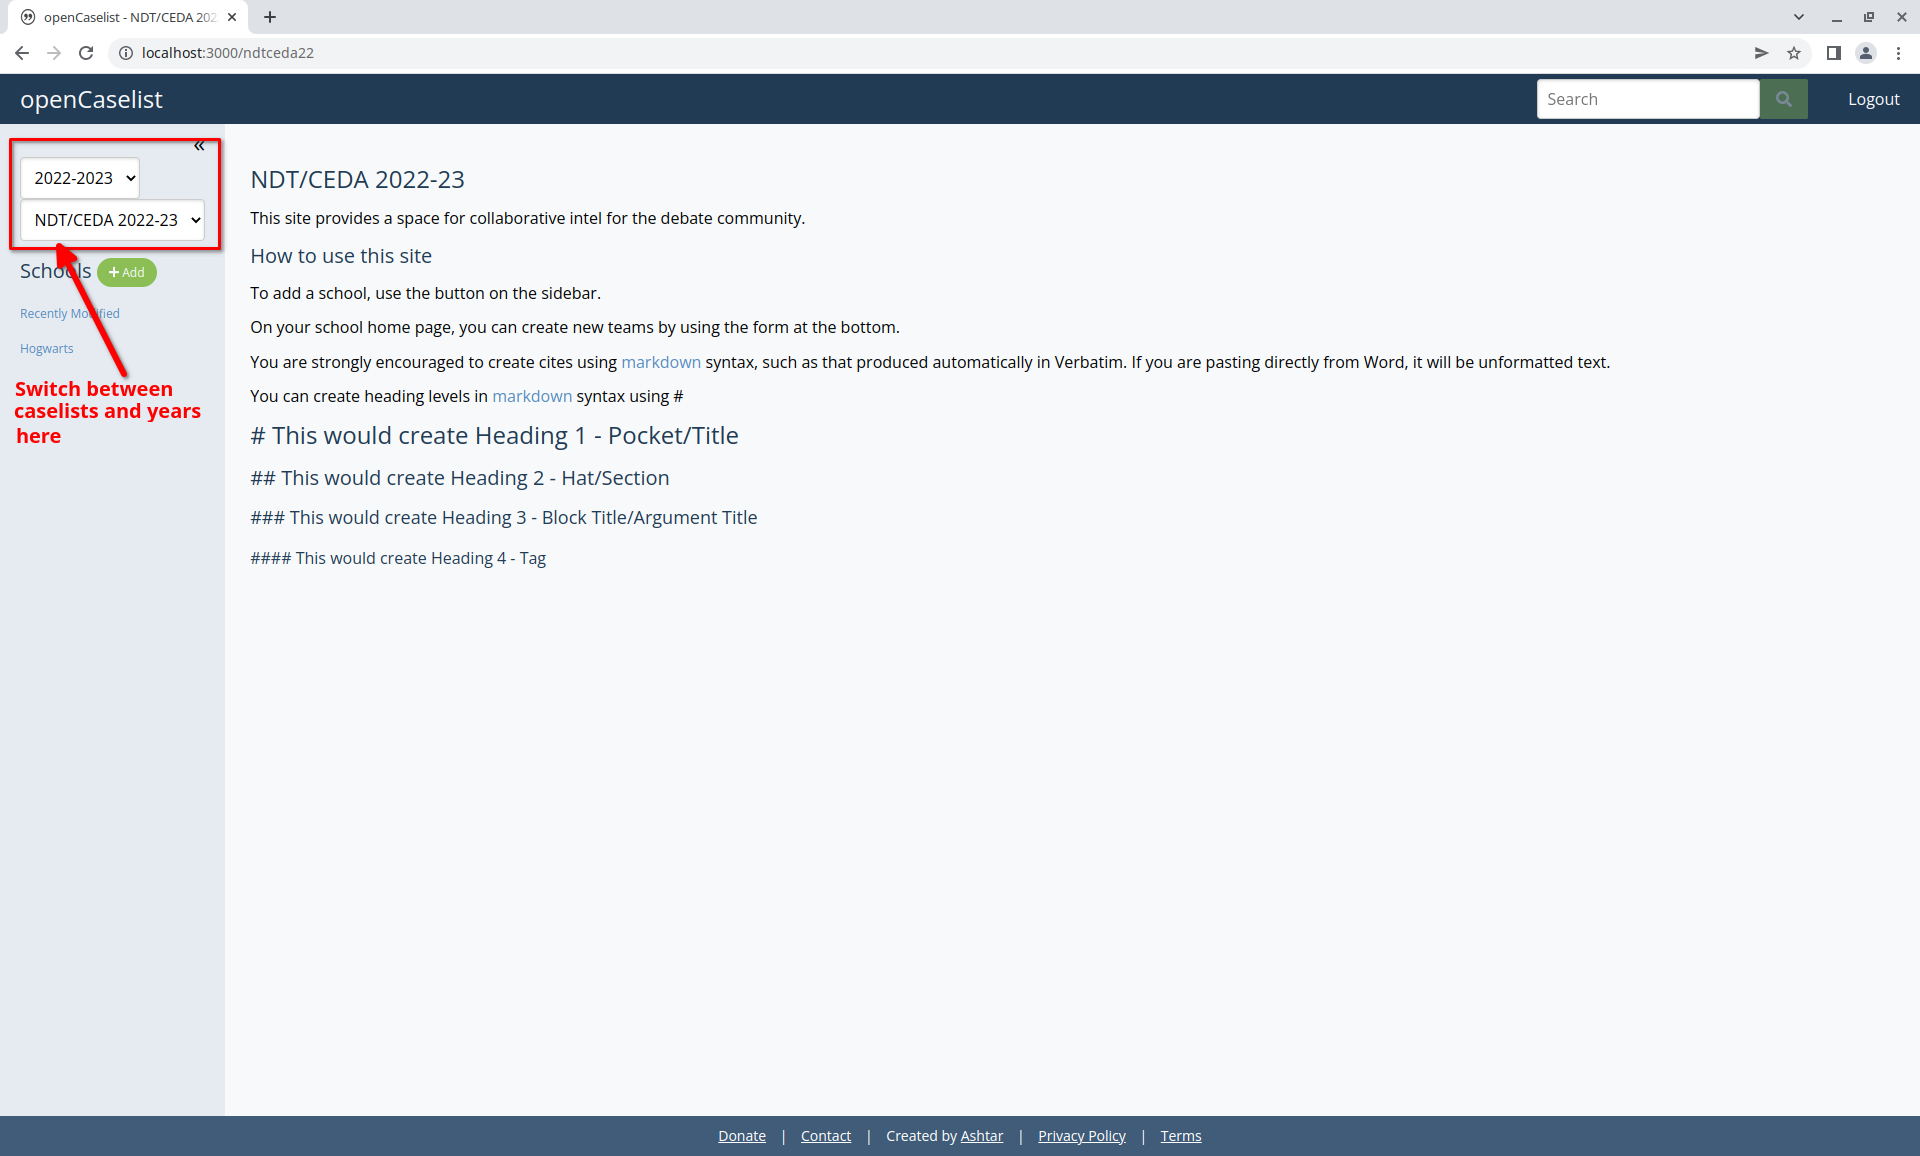 openCaselist - NDT/CEDA 202
localhost:3000/ndtceda22
openCaselist
Search
Logout
«
2022-2023
NDT/CEDA 2022-23
Schools
+ Add
Recently Modified
Hogwarts
Switch between
caselists and years
here
NDT/CEDA 2022-23
This site provides a space for collaborative intel for the debate community.
How to use this site
To add a school, use the button on the sidebar.
On your school home page, you can create new teams by using the form at the bottom.
You are strongly encouraged to create cites using markdown syntax, such as that produced automatically in Verbatim. If you are pasting directly from Word, it will be unformatted text.
You can create heading levels in markdown syntax using #
# This would create Heading 1 - Pocket/Title
## This would create Heading 2 - Hat/Section
### This would create Heading 3 - Block Title/Argument Title
#### This would create Heading 4 - Tag
Donate | Contact | Created by Ashtar | Privacy Policy | Terms